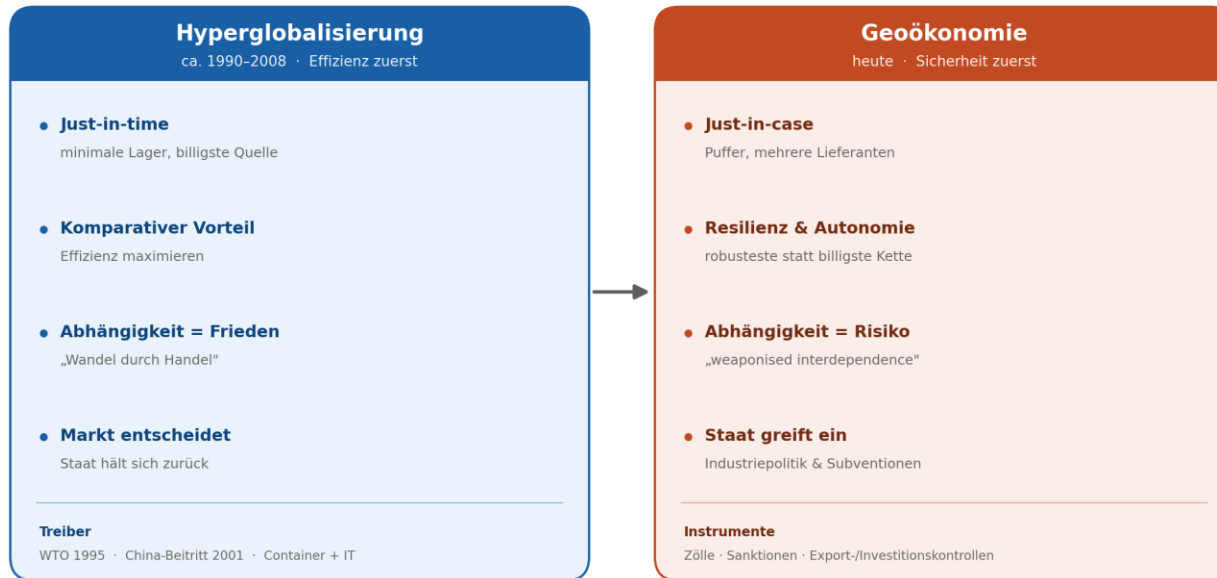 Hyperglobalisierung
ca. 1990–2008 · Effizienz zuerst
• Just-in-time
minimale Lager, billigste Quelle
• Komparativer Vorteil
Effizienz maximieren
• Abhängigkeit = Frieden
„Wandel durch Handel"
• Markt entscheidet
Staat hält sich zurück
Treiber
WTO 1995 · China-Beitritt 2001 · Container + IT
Geoökonomie
heute · Sicherheit zuerst
• Just-in-case
Puffer, mehrere Lieferanten
• Resilienz & Autonomie
robusteste statt billigste Kette
• Abhängigkeit = Risiko
„weaponised interdependence"
• Staat greift ein
Industriepolitik & Subventionen
Instrumente
Zölle · Sanktionen · Export-/Investitionskontrollen